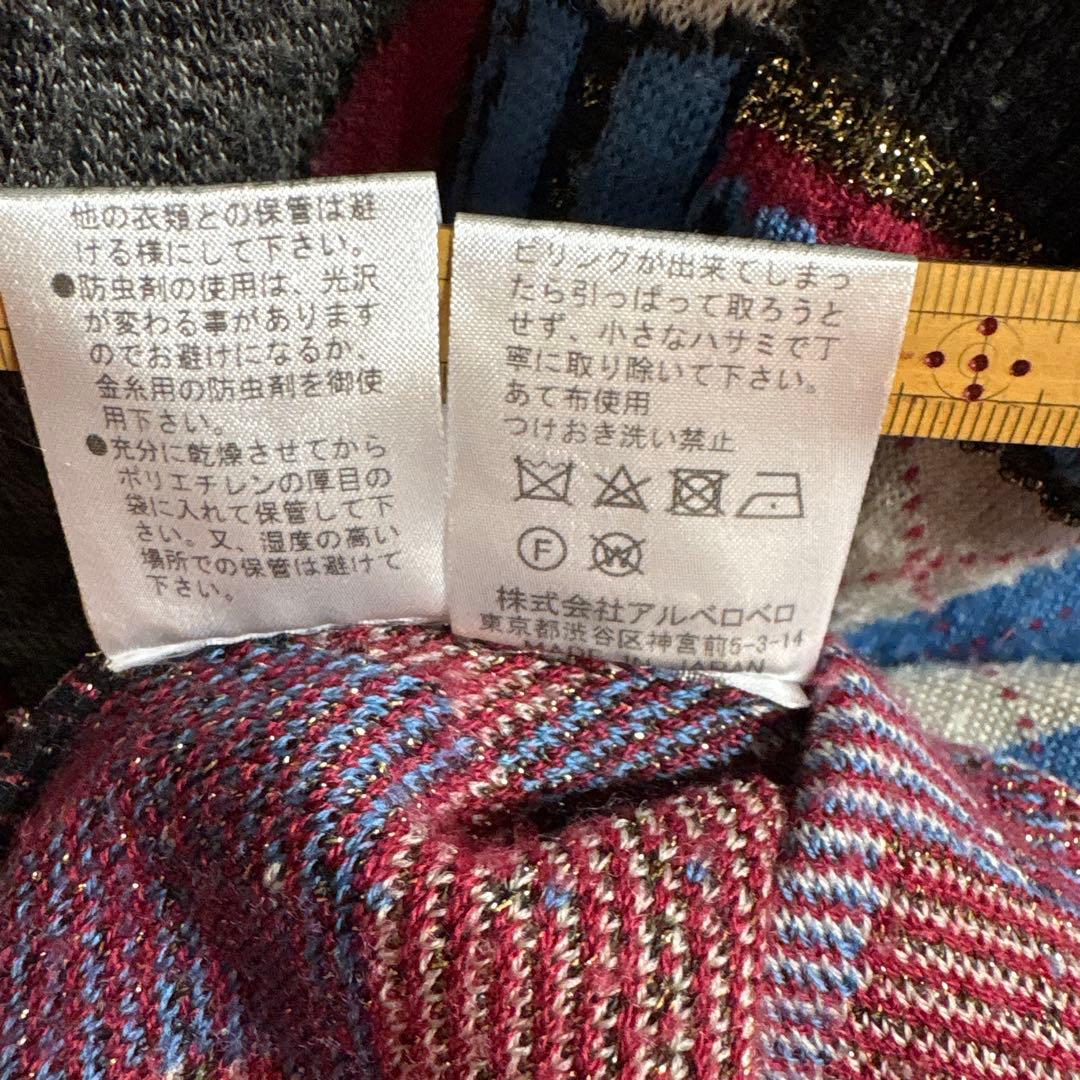 他の衣類との保管は避
ける様にして下さい。
●防虫剤の使用は、光沢
が変わる事があります
のでお避けになるか、
金糸用の防虫剤を御使
用下さい。
●充分に乾燥させてから
ポリエチレンの厚目の
袋に入れて保管して下
さい。又、湿度の高い
場所での保管は避けて
下さい。
ピリングが出来てしまっ
たら引っぱって取ろうと
せず、小さなハサミで丁
寧に取り除いて下さい。
あて布使用
つけおき洗い禁止
F W
株式会社アルベロベロ
東京都渋谷区神宮前5-3-14
MADE IN JAPAN